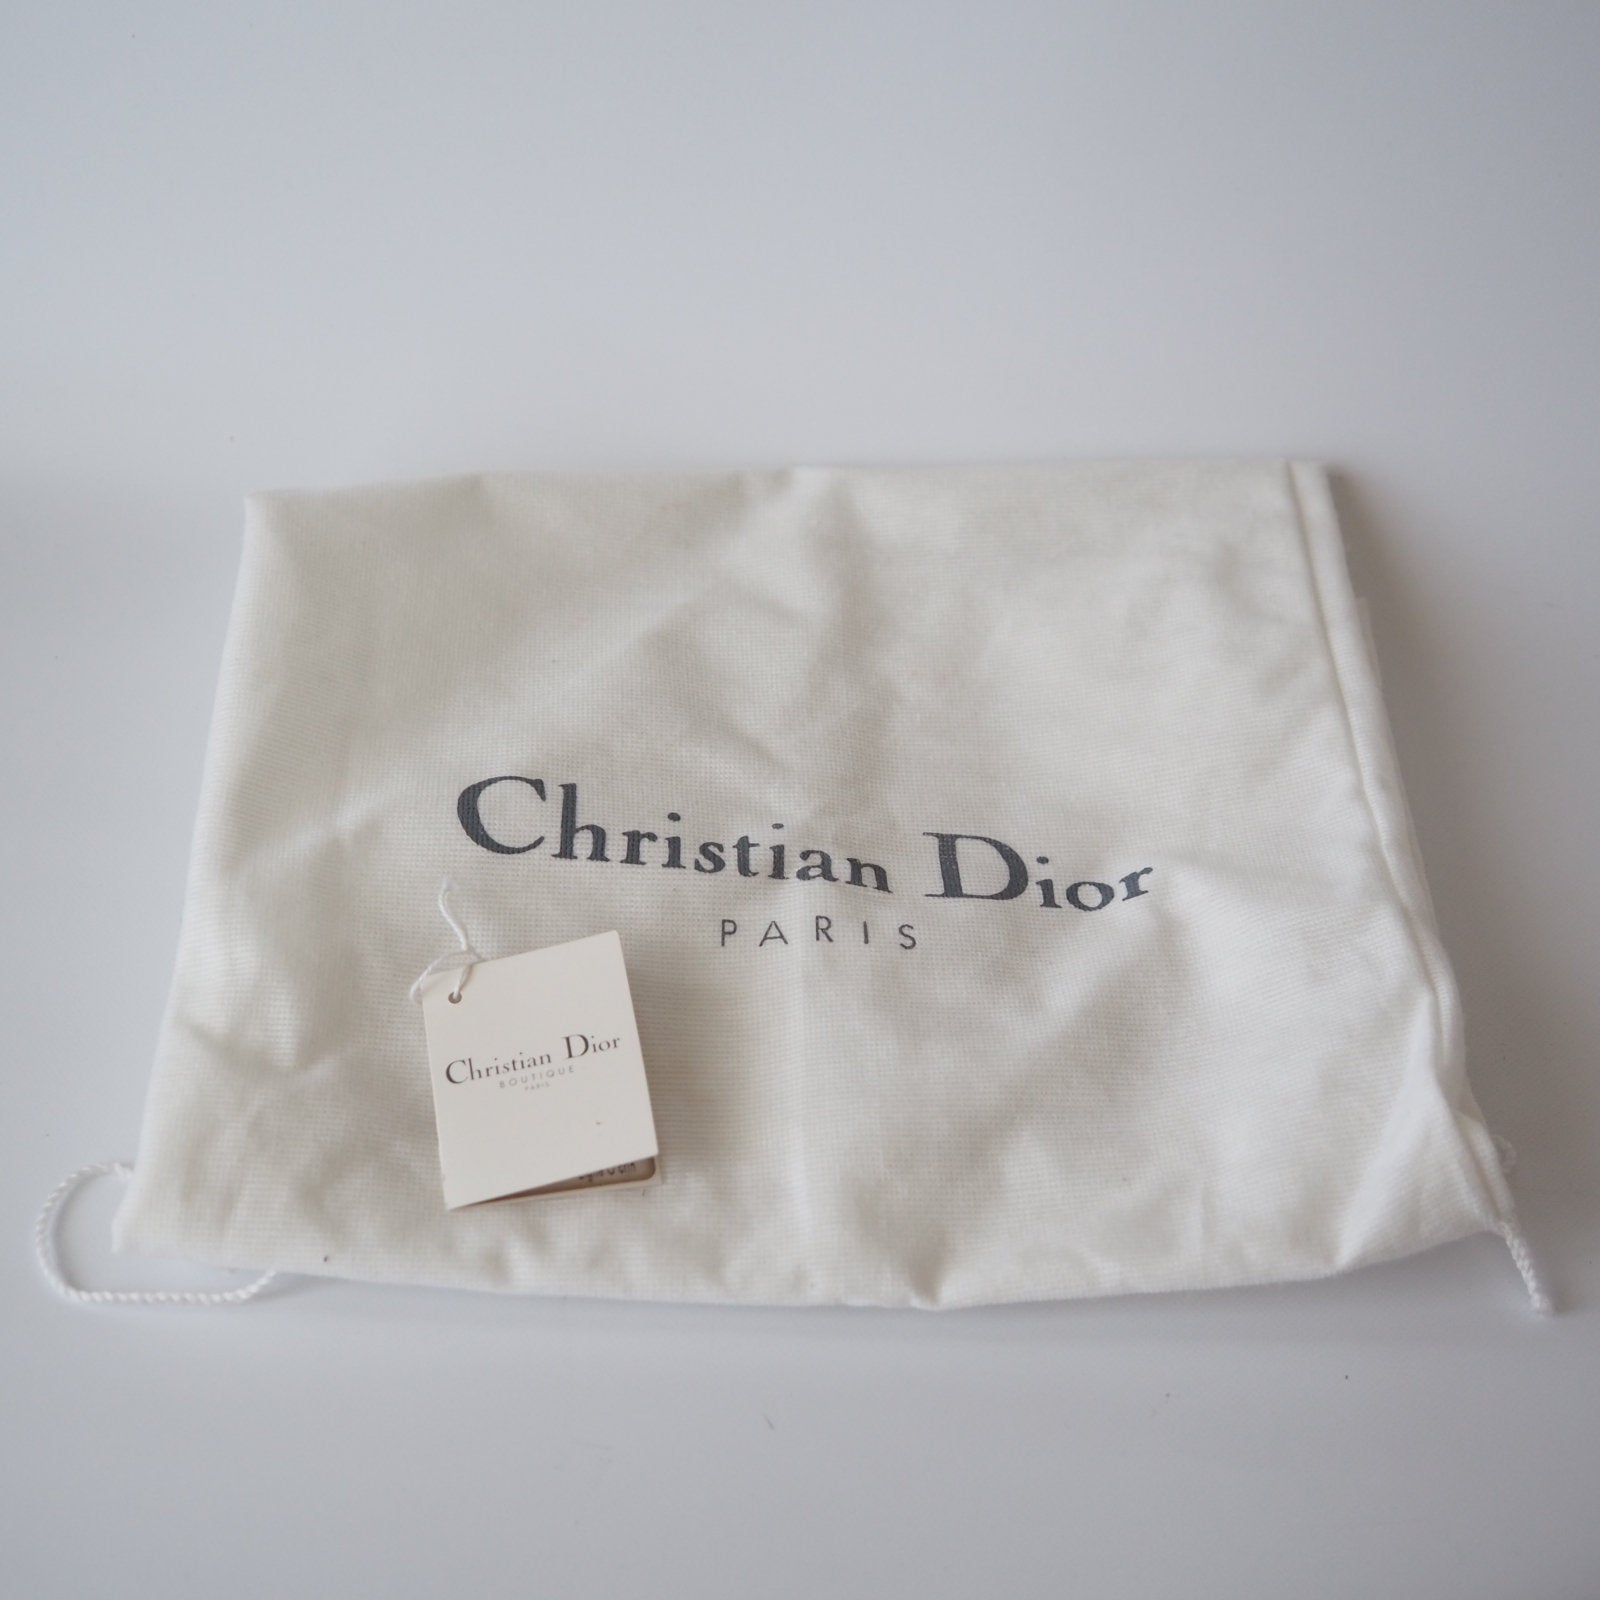 Christian Dior
PARIS
Christian Dior
BOUTIQUE
PARIS